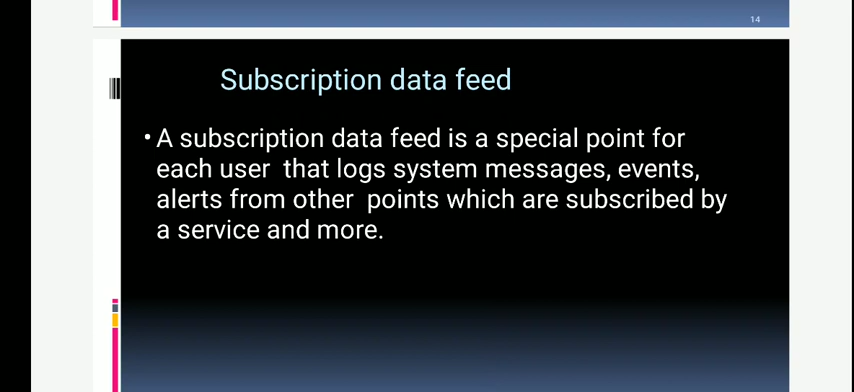 14
Subscription data feed
• A subscription data feed is a special point for
each user that logs system messages, events,
alerts from other points which are subscribed by
a service and more.